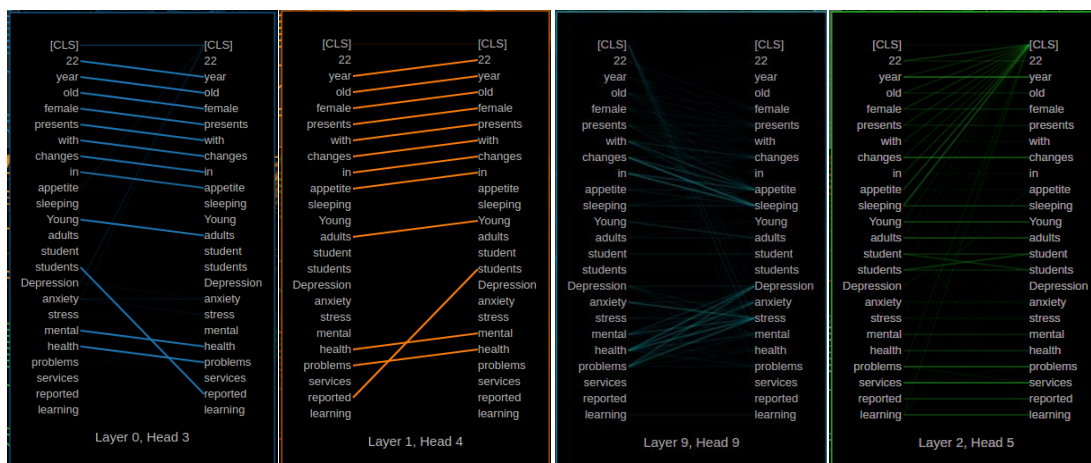 [CLS] [CLS]
22 22
year year
old old
female female
presents presents
with with
changes changes
in in
appetite appetite
sleeping sleeping
Young Young
adults adults
student student
students students
Depression Depression
anxiety anxiety
stress stress
mental mental
health health
problems problems
services services
reported reported
learning learning
Layer 0, Head 3
[CLS] [CLS]
22 22
year year
old old
female female
presents presents
with with
changes changes
in in
appetite appetite
sleeping sleeping
Young Young
adults adults
student student
students students
Depression Depression
anxiety anxiety
stress stress
mental mental
health health
problems problems
services services
reported reported
learning learning
Layer 1, Head 4
[CLS] [CLS]
22 22
year year
old old
female female
presents presents
with with
changes changes
in in
appetite appetite
sleeping sleeping
Young Young
adults adults
student student
students students
Depression Depression
anxiety anxiety
stress stress
mental mental
health health
problems problems
services services
reported reported
learning learning
Layer 9, Head 9
[CLS] [CLS]
22 22
year year
old old
female female
presents presents
with with
changes changes
in in
appetite appetite
sleeping sleeping
Young Young
adults adults
student student
students students
Depression Depression
anxiety anxiety
stress stress
mental mental
health health
problems problems
services services
reported reported
learning learning
Layer 2, Head 5